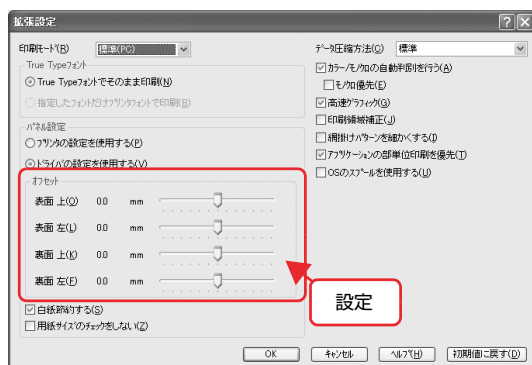 拡張設定
印刷モード(R) 標準(PC)
True Typeフォント
True Typeフォントでそのまま印刷(N)
指定したフォントだけプリンタフォントで印刷(B)
パネル設定
プリンタの設定を使用する(P)
ドライバの設定を使用する(V)
オフセット
表面 上(O) 0.0 mm
表面 左(L) 0.0 mm
裏面 上(K) 0.0 mm
裏面 左(F) 0.0 mm
白紙節約する(S)
用紙サイズのチェックをしない(Z)
データ圧縮方法(C) 標準
カラー/モノクロの自動判別を行う(A)
モノクロ優先(E)
高速グラフィック(G)
印刷領域補正(J)
網掛けパターンを細かくする(I)
アプリケーションの部単位印刷を優先(T)
OSのスプールを使用する(U)
設定
OK キャンセル ヘルプ(H) 初期値に戻す(D)